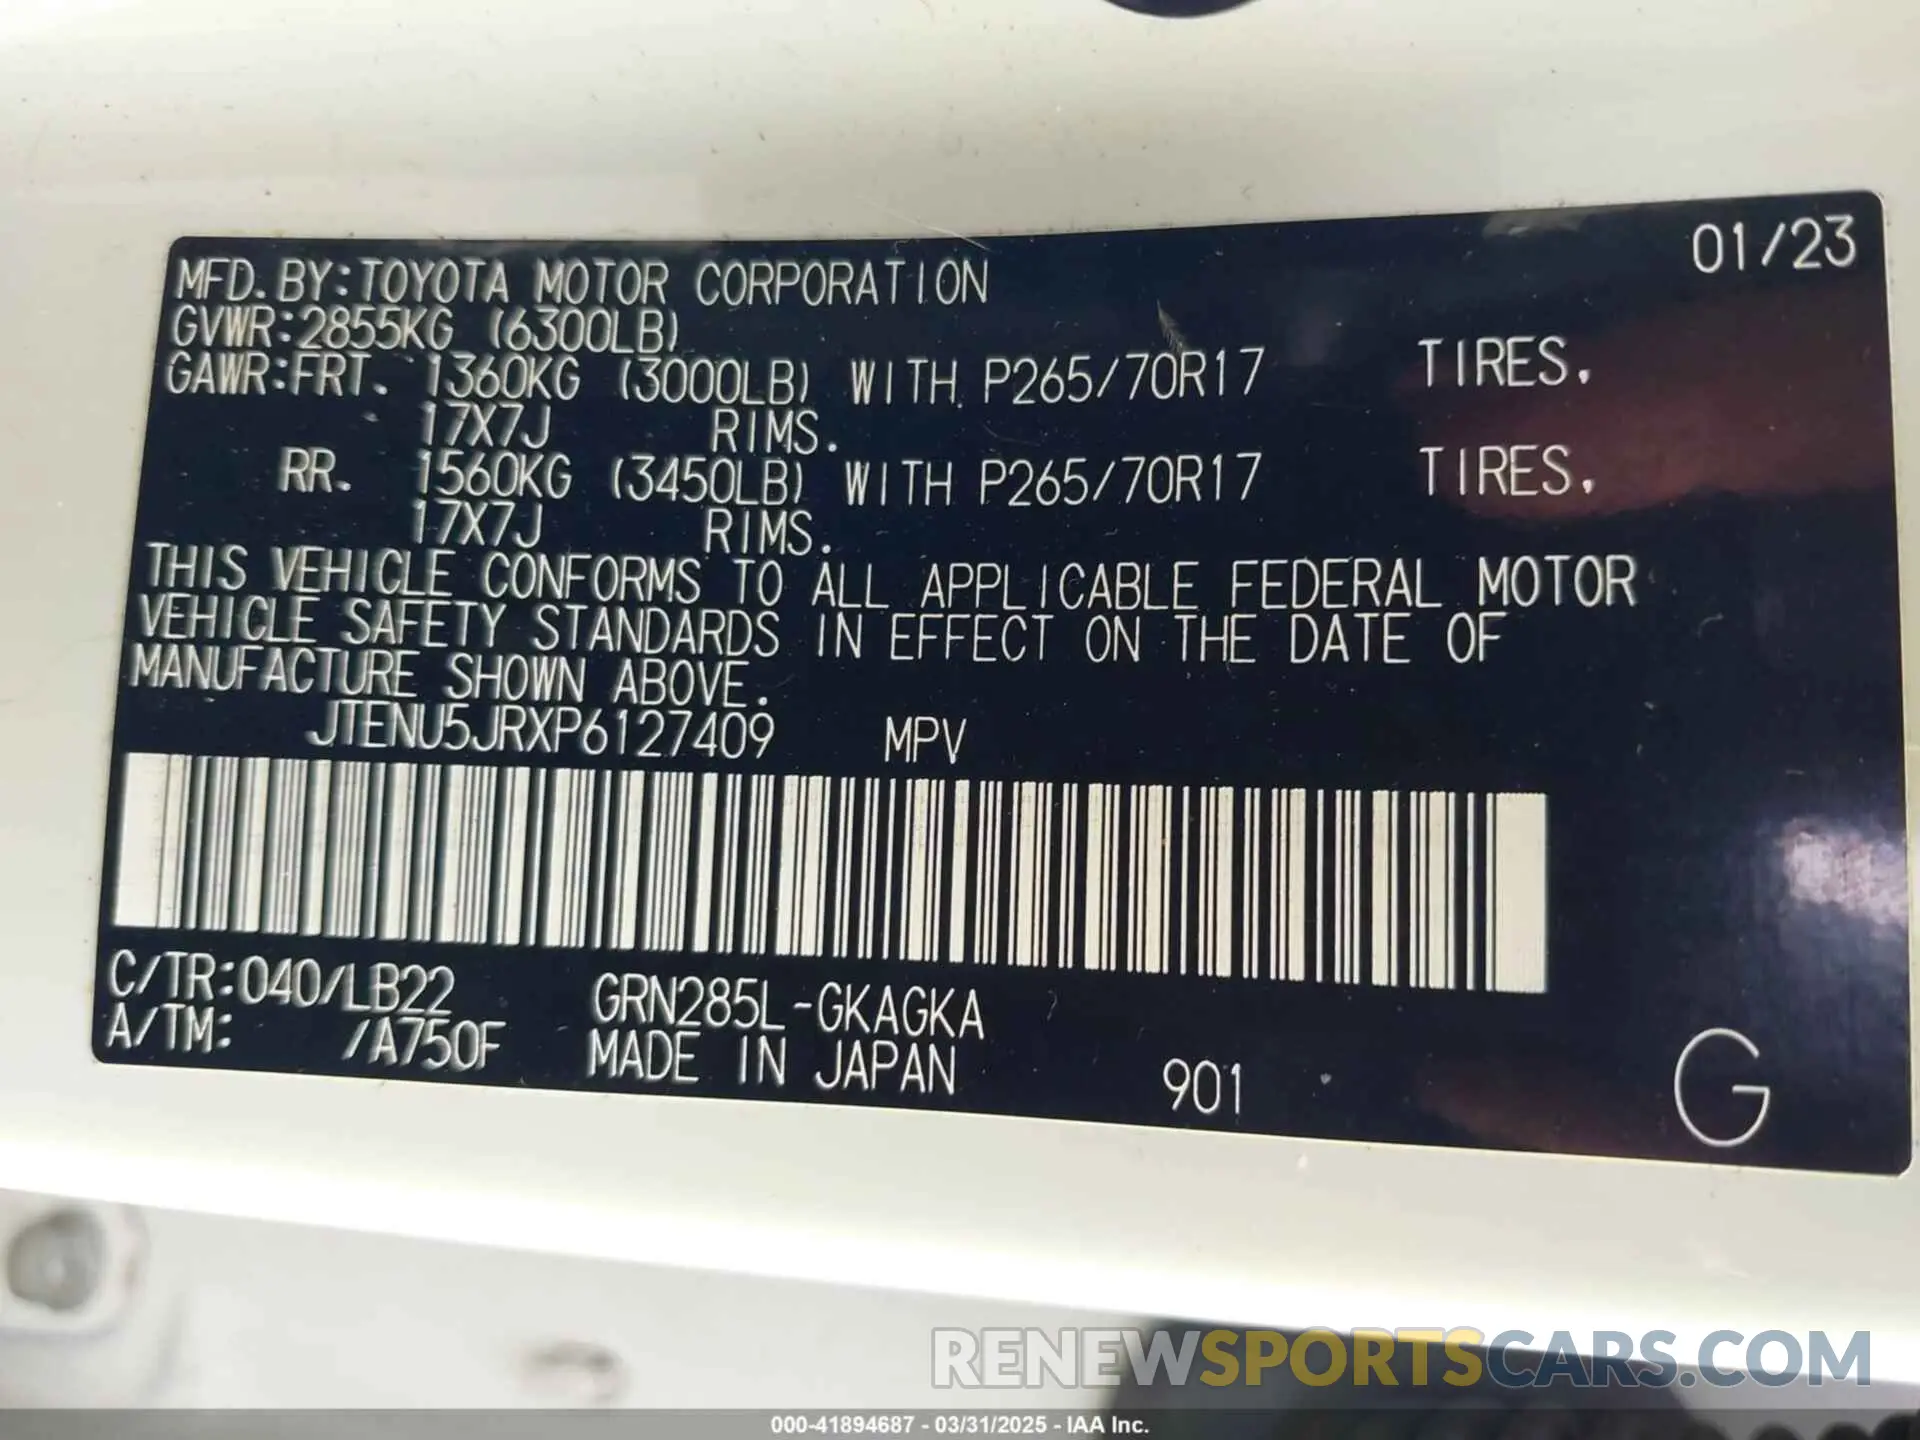 01/23
MFD. BY:TOYOTA MOTOR CORPORATION
GVWR:2855KG (6300LB)
GAWR:FRT. 1360KG (3000LB) WITH P265/70R17 TIRES,
17X7J RIMS.
RR. 1560KG (3450LB) WITH P265/70R17 TIRES,
17X7J RIMS.
THIS VEHICLE CONFORMS TO ALL APPLICABLE FEDERAL MOTOR
VEHICLE SAFETY STANDARDS IN EFFECT ON THE DATE OF
MANUFACTURE SHOWN ABOVE.
JTENU5JRXP6127409 MPV
C/TR:040/LB22 GRN285L-GKAGKA
A/TM: /A750F MADE IN JAPAN 901 G
RENEWSPORTSCARS.COM
000-41894687 - 03/31/2025 - IAA Inc.